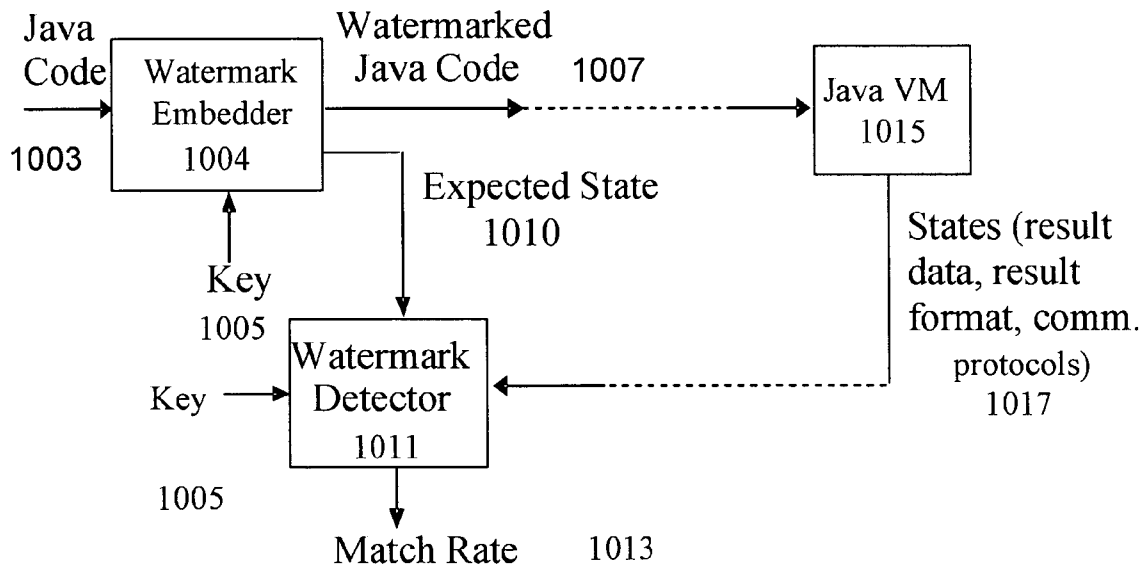 Java
Code
1003
Watermark
Embedder
1004
Watermarked
Java Code
1007
Java VM
1015
Key
1005
Expected State
1010
States (result
data, result
format, comm.
protocols)
1017
Key
1005
Watermark
Detector
1011
Match Rate
1013